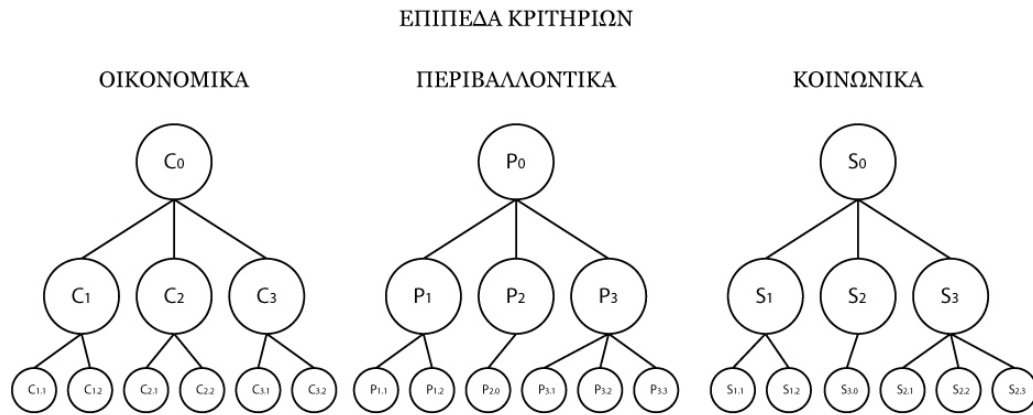 ΕΠΙΠΕΔΑ ΚΡΙΤΗΡΙΩΝ
ΟΙΚΟΝΟΜΙΚΑ ΠΕΡΙΒΑΛΛΟΝΤΙΚΑ ΚΟΙΝΩΝΙΚΑ
C0 P0 S0
C1 C2 C3 P1 P2 P3 S1 S2 S3
C1.1 C1.2 C2.1 C2.2 C3.1 C3.2 P1.1 P1.2 P2.0 P3.1 P3.2 P3.3 S1.1 S1.2 S3.0 S2.1 S2.2 S2.3